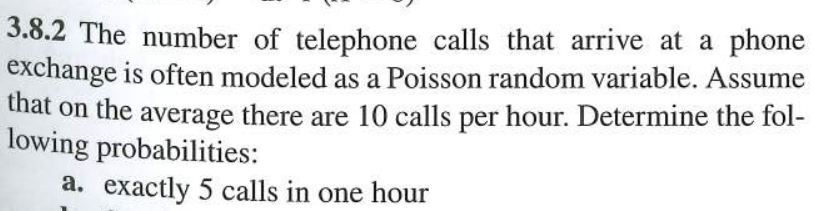 3.8.2 The number of telephone calls that arrive at a phone
exchange is often modeled as a Poisson random variable. Assume
that on the average there are 10 calls per hour. Determine the fol-
lowing probabilities:
a. exactly 5 calls in one hour